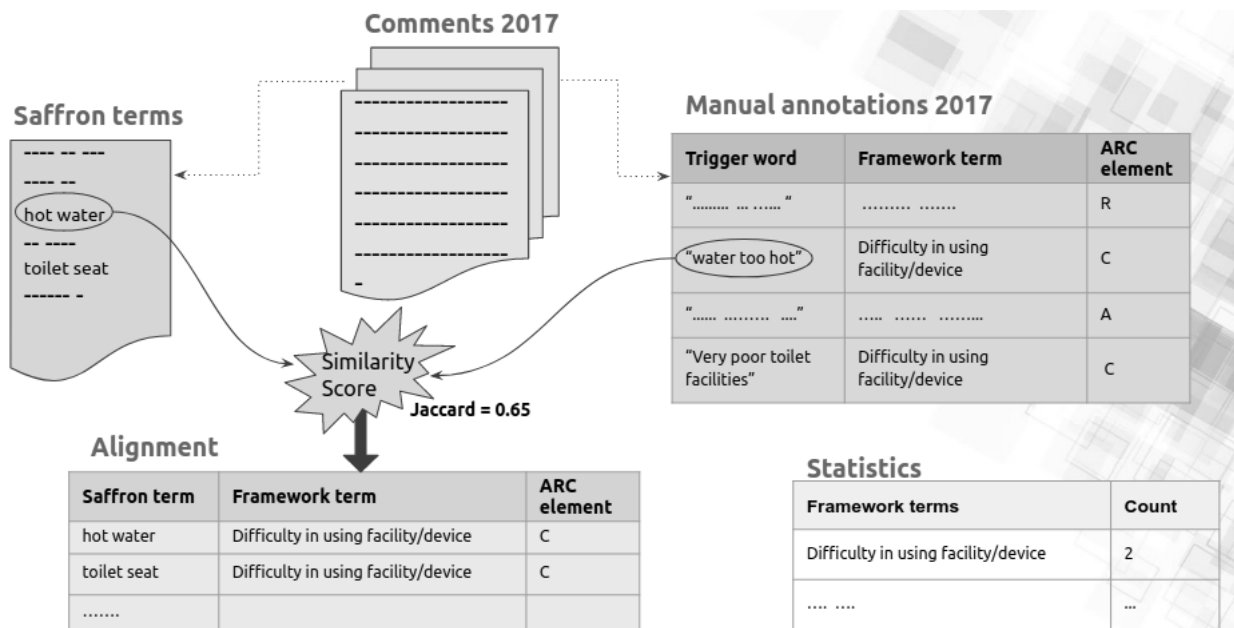 Comments 2017
Saffron terms
---- -- ---
---- --
hot water
-- ----
toilet seat
------ -
-------------------
-------------------
-------------------
-------------------
-------------------
-------------------
-
Manual annotations 2017
Trigger word Framework term ARC element
“......... ... …... “ ……... ……. R
“water too hot” Difficulty in using facility/device C
“...... ...…... ....” ….. …... ……... A
“Very poor toilet facilities” Difficulty in using facility/device C
Similarity
Score
Jaccard = 0.65
Alignment
Saffron term Framework term ARC element
hot water Difficulty in using facility/device C
toilet seat Difficulty in using facility/device C
…....
Statistics
Framework terms Count
Difficulty in using facility/device 2
…. …. ...